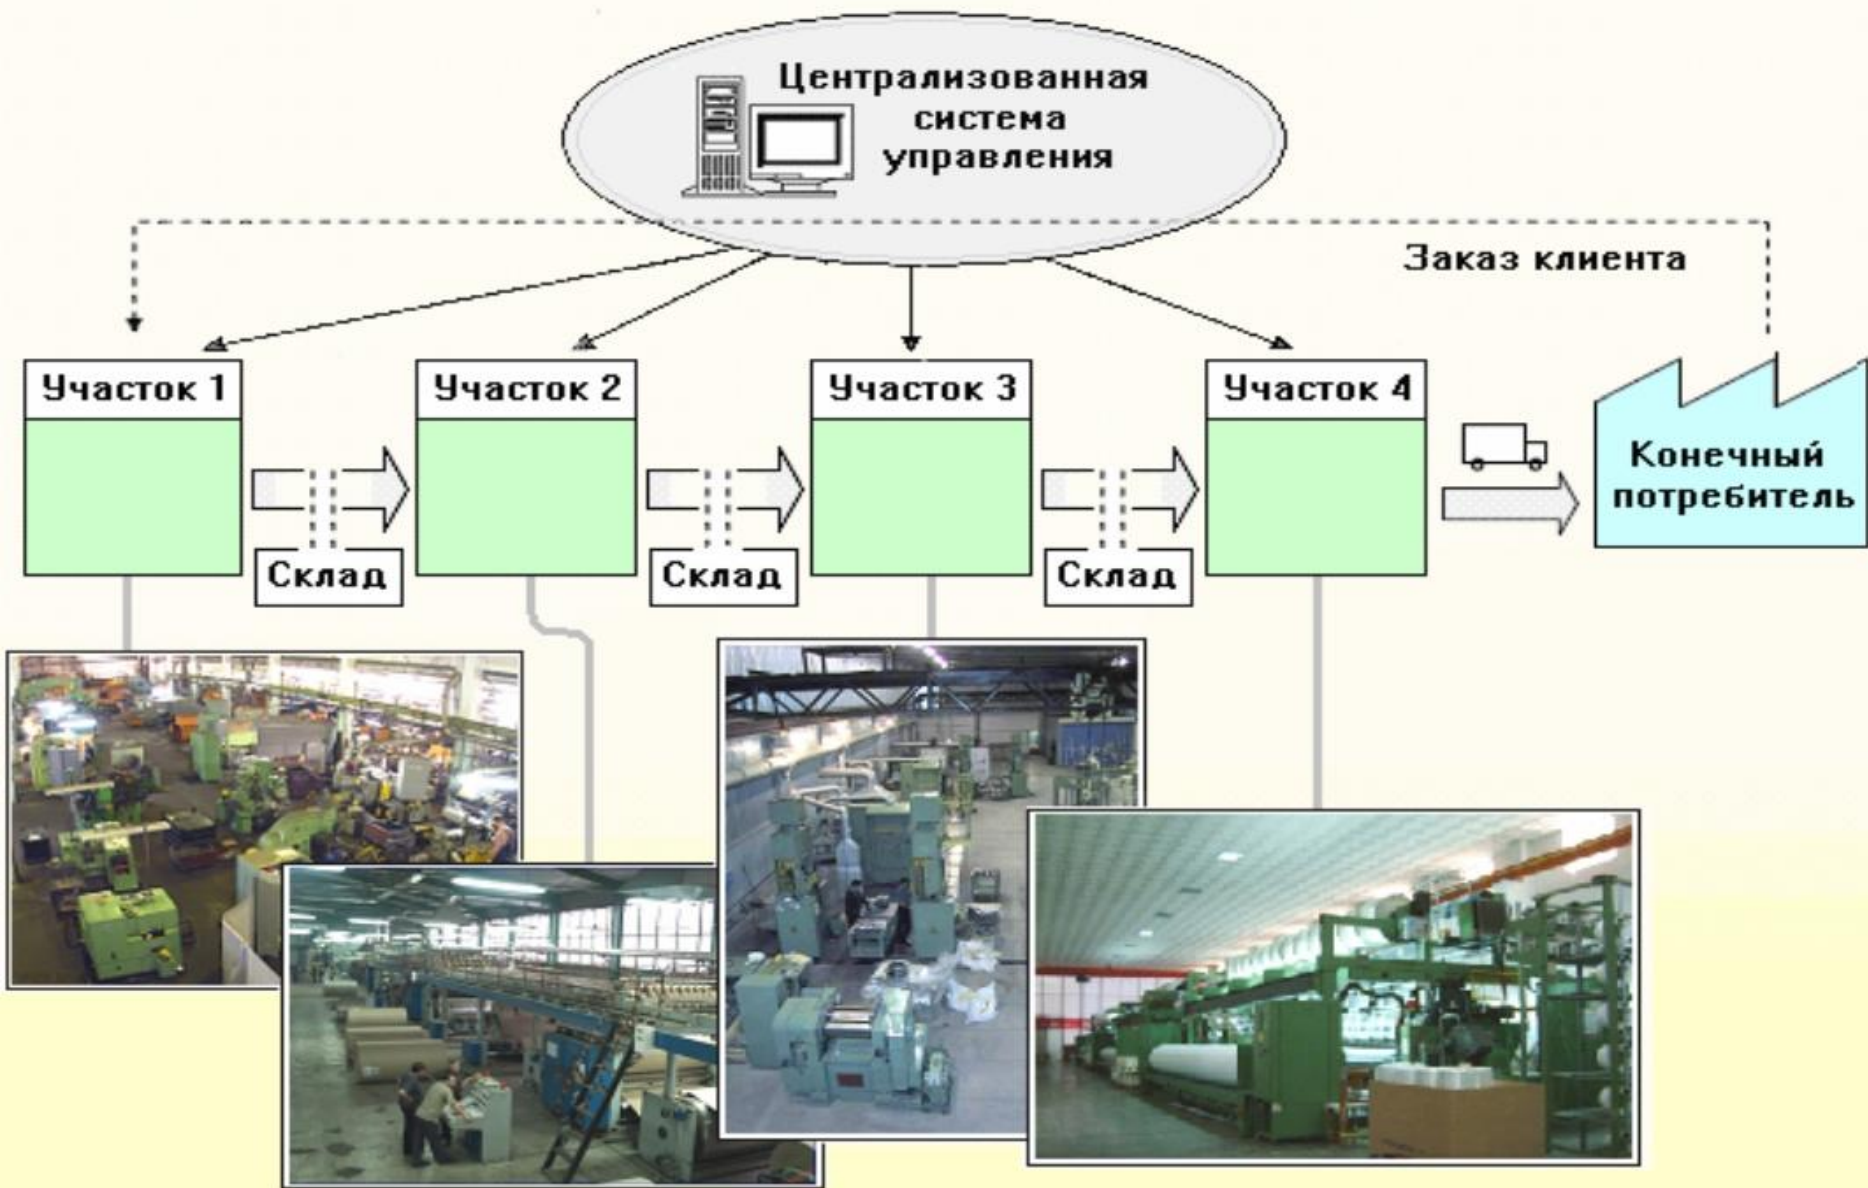 Централизованная
система
управления
Заказ клиента
Участок 1
Участок 2
Участок 3
Участок 4
Конечный
потребитель
Склад
Склад
Склад